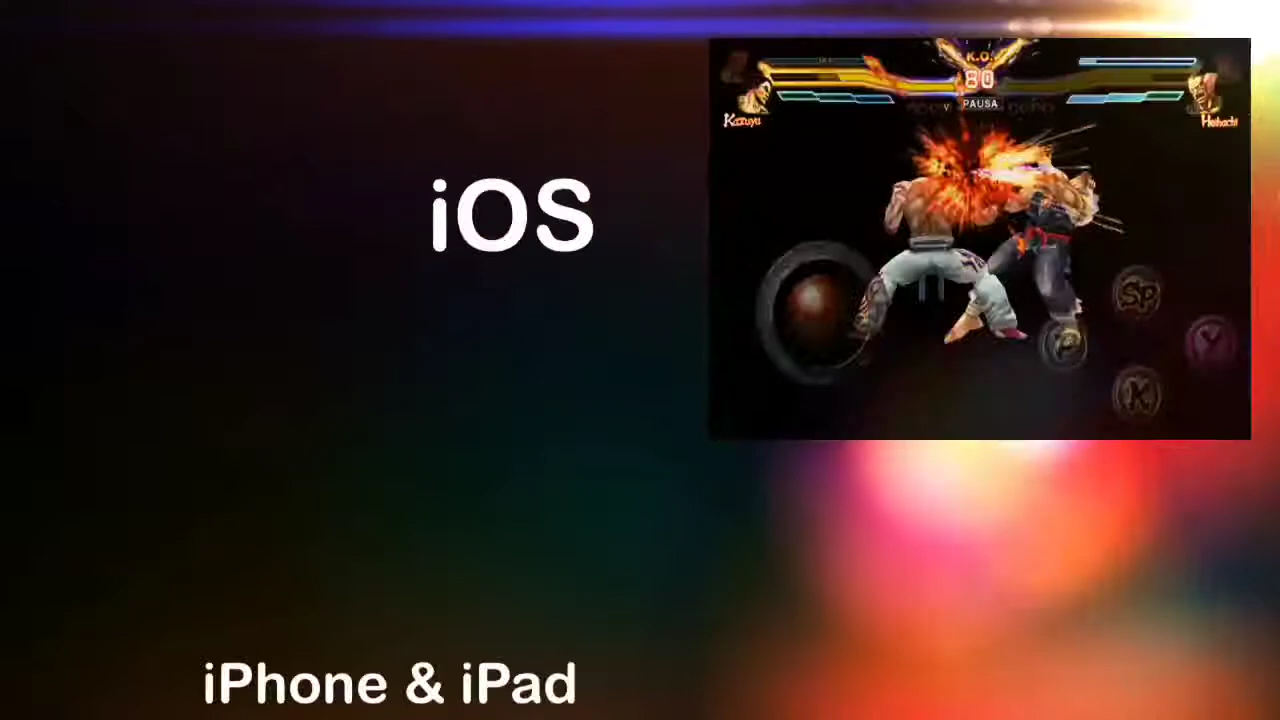 K.O.
80
PAUSA
Kazuya
Heihachi
iOS
SP
P
Y
K
iPhone & iPad